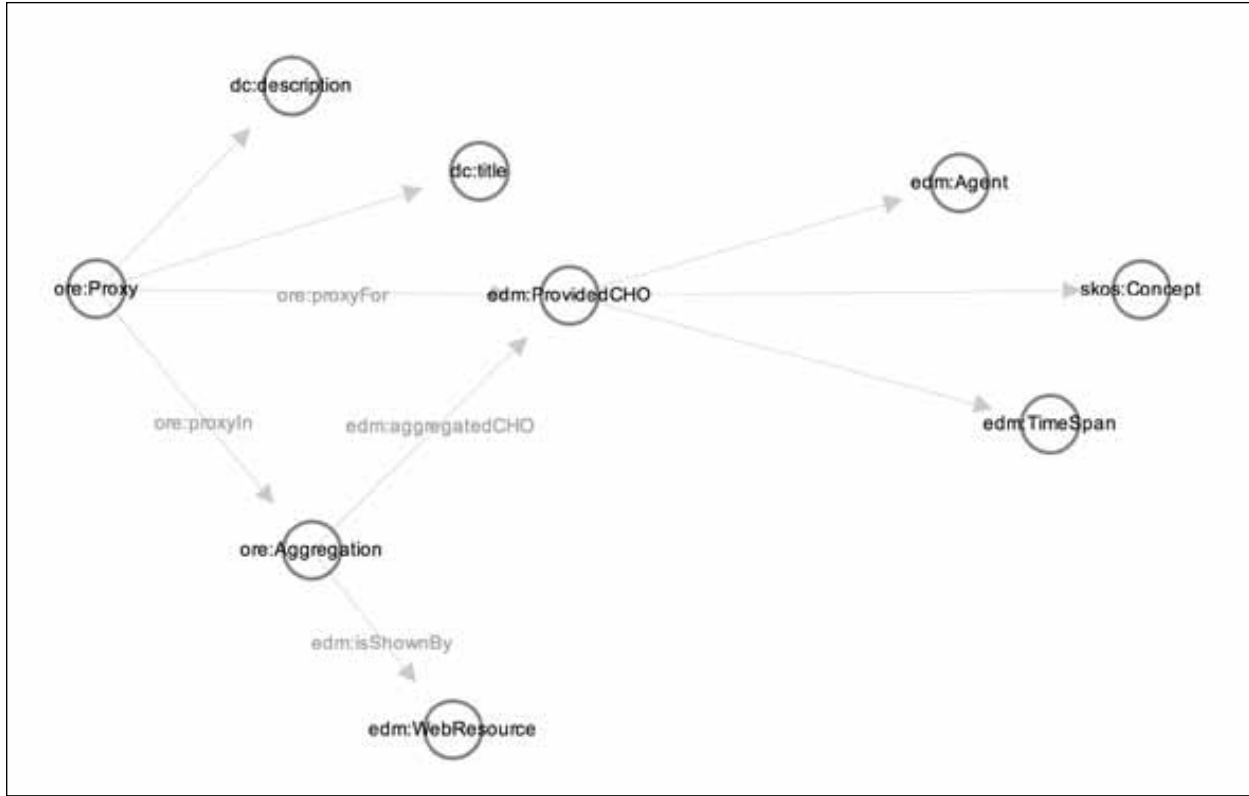 dc:description
dc:title
edm:Agent
ore:Proxy
ore:proxyFor
edm:ProvidedCHO
skos:Concept
ore:proxyIn
edm:aggregatedCHO
edm:TimeSpan
ore:Aggregation
edm:isShownBy
edm:WebResource